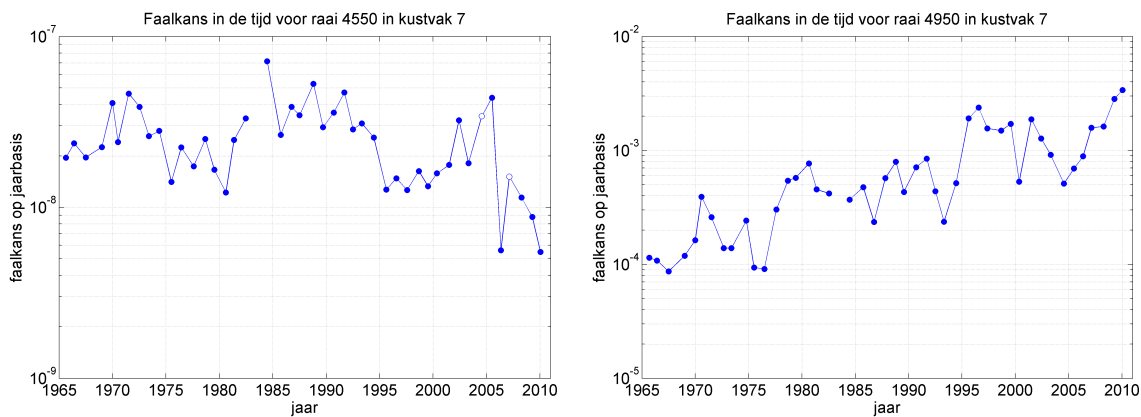 Faalkans in de tijd voor raai 4550 in kustvak 7
10^-7
10^-8
10^-9
faalkans op jaarbasis
1965 1970 1975 1980 1985 1990 1995 2000 2005 2010
jaar
Faalkans in de tijd voor raai 4950 in kustvak 7
10^-2
10^-3
10^-4
10^-5
faalkans op jaarbasis
1965 1970 1975 1980 1985 1990 1995 2000 2005 2010
jaar